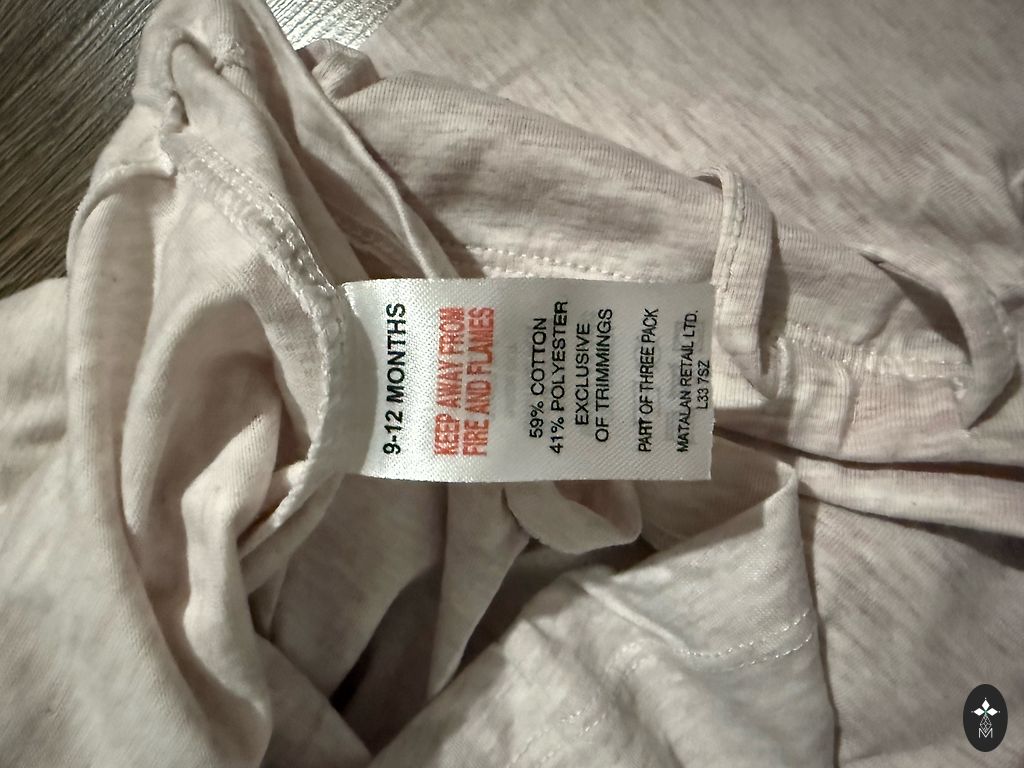 9-12 MONTHS
KEEP AWAY FROM
FIRE AND FLAMES
59% COTTON
41% POLYESTER
EXCLUSIVE
OF TRIMMINGS
PART OF THREE PACK
MATALAN RETAIL LTD.
L33 7SZ
M